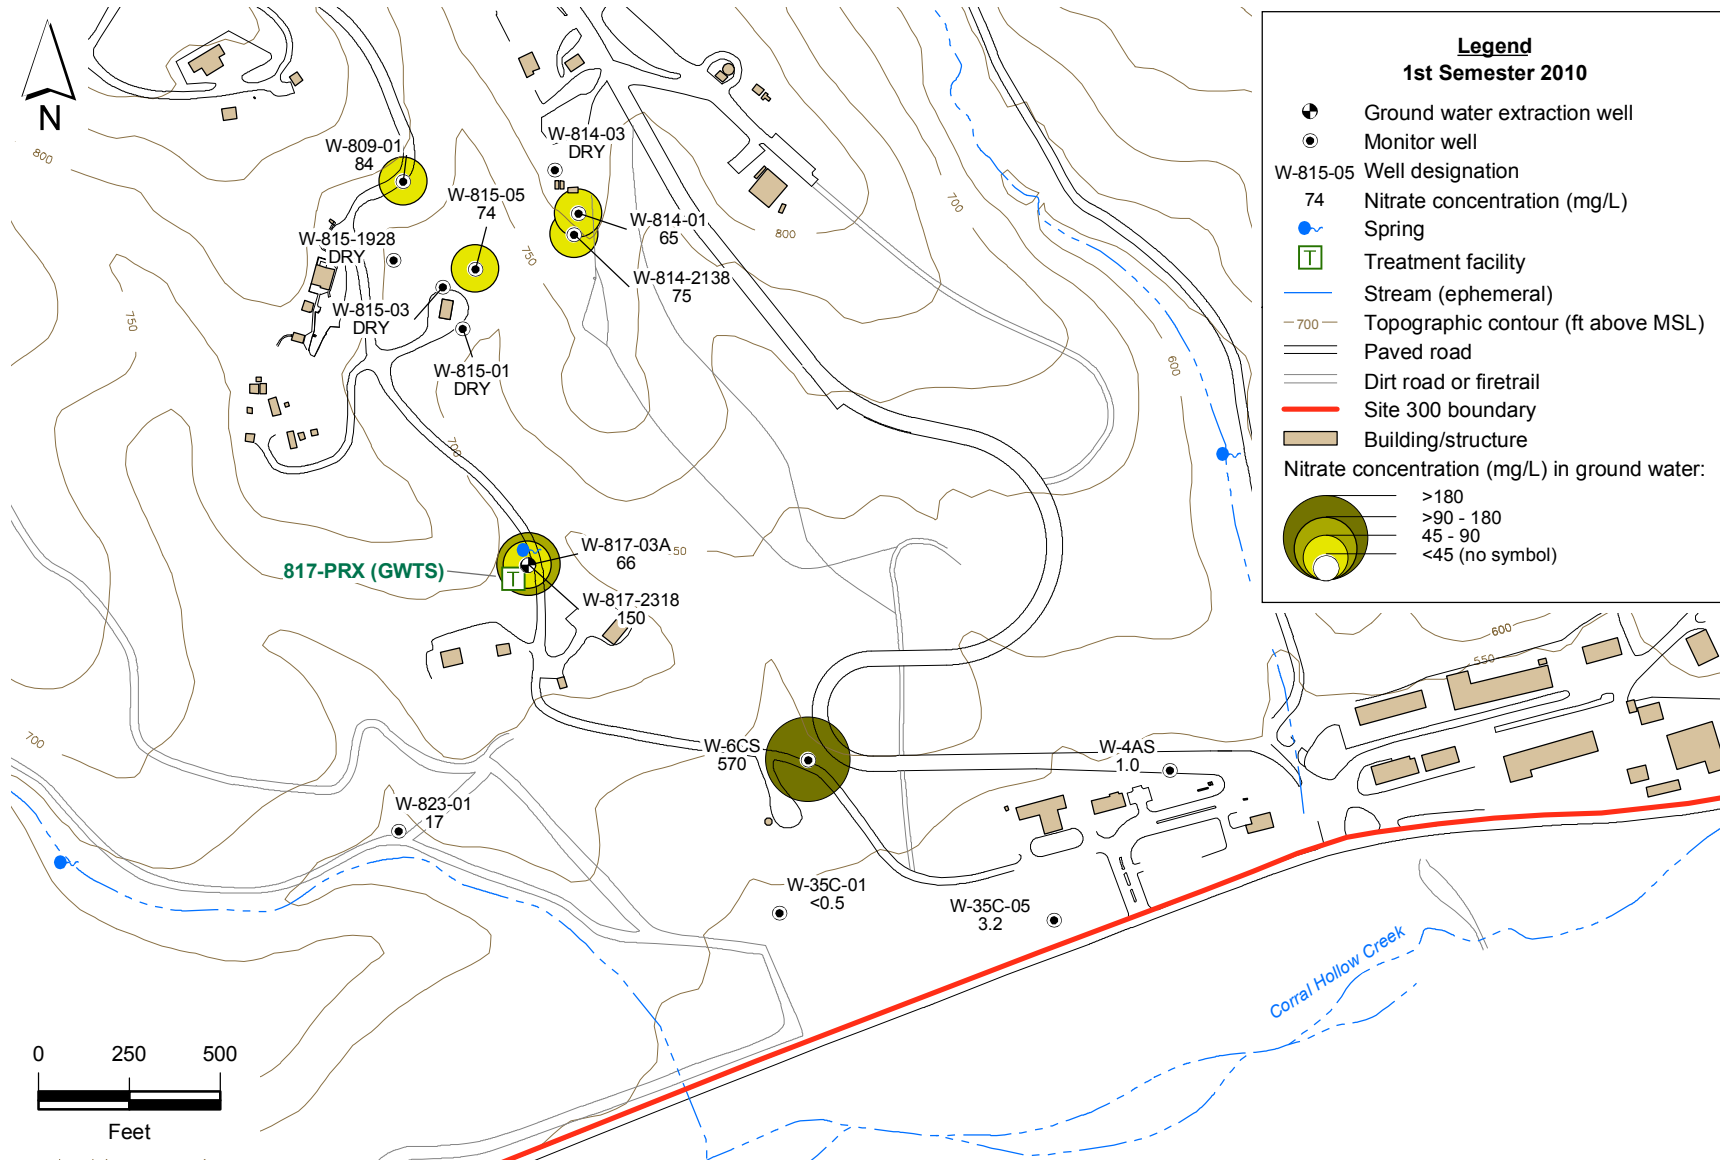 Legend
1st Semester 2010
Ground water extraction well
Monitor well
W-815-05 Well designation
74 Nitrate concentration (mg/L)
Spring
T Treatment facility
Stream (ephemeral)
700 Topographic contour (ft above MSL)
Paved road
Dirt road or firetrail
Site 300 boundary
Building/structure
Nitrate concentration (mg/L) in ground water:
>180
>90 - 180
45 - 90
<45 (no symbol)
N
800
W-809-01
84
W-814-03
DRY
W-815-05
74
W-814-01
65
700
800
W-815-1928
DRY
750
W-814-2138
75
W-815-03
DRY
750
W-815-01
DRY
600
700
W-817-03A
66
50
817-PRX (GWTS)
T
W-817-2318
150
600
550
700
W-6CS
570
W-4AS
1.0
W-823-01
17
W-35C-01
<0.5
W-35C-05
3.2
Corral Hollow Creek
0 250 500
Feet